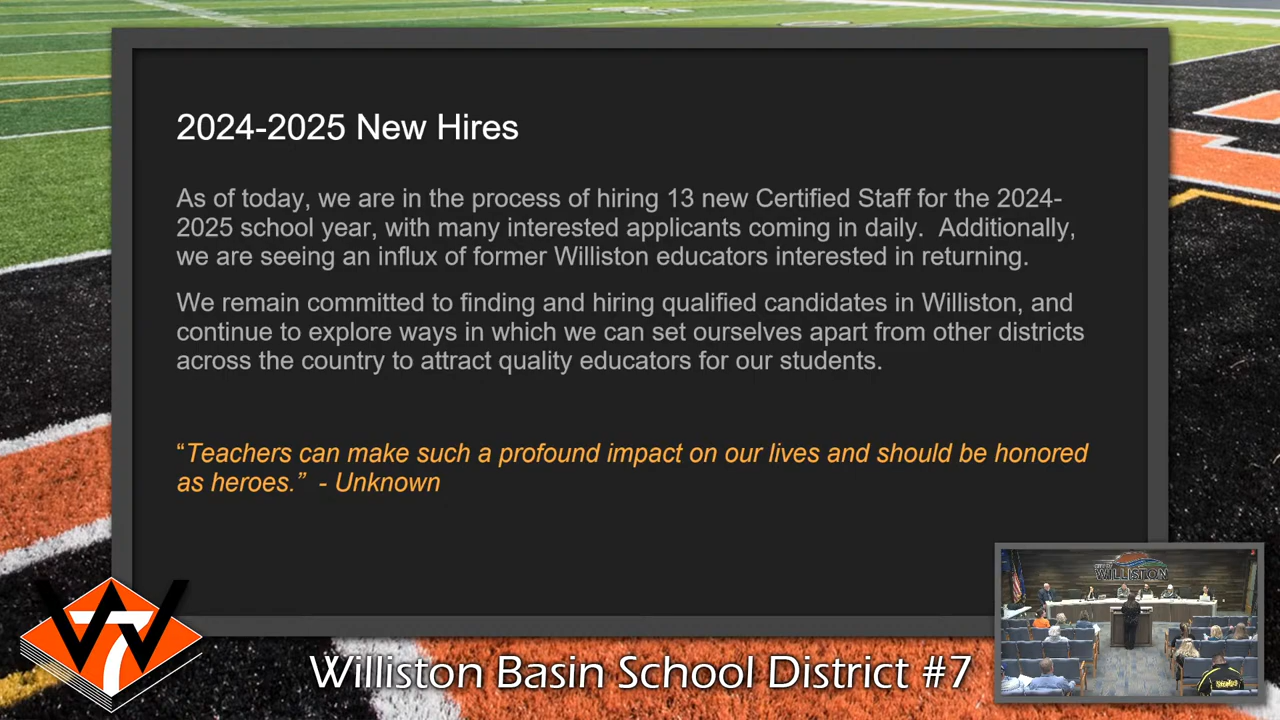 2024-2025 New Hires
As of today, we are in the process of hiring 13 new Certified Staff for the 2024-
2025 school year, with many interested applicants coming in daily.  Additionally,
we are seeing an influx of former Williston educators interested in returning.
We remain committed to finding and hiring qualified candidates in Williston, and
continue to explore ways in which we can set ourselves apart from other districts
across the country to attract quality educators for our students.
“Teachers can make such a profound impact on our lives and should be honored
as heroes.”  - Unknown
WILLISTON
W7
Williston Basin School District #7